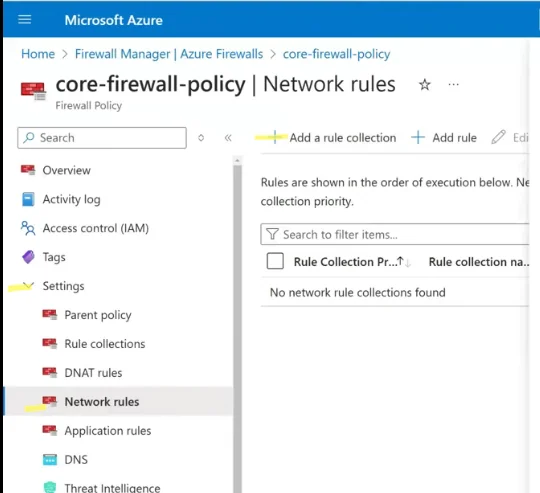 Microsoft Azure
Home > Firewall Manager | Azure Firewalls > core-firewall-policy
core-firewall-policy | Network rules
Firewall Policy
Search
Add a rule collection
Add rule
Edi
Overview
Activity log
Access control (IAM)
Tags
Settings
Parent policy
Rule collections
DNAT rules
Network rules
Application rules
DNS
Threat Intelligence
Rules are shown in the order of execution below. Ne
collection priority.
Search to filter items...
Rule Collection Pr...↑↓ Rule collection na...
No network rule collections found